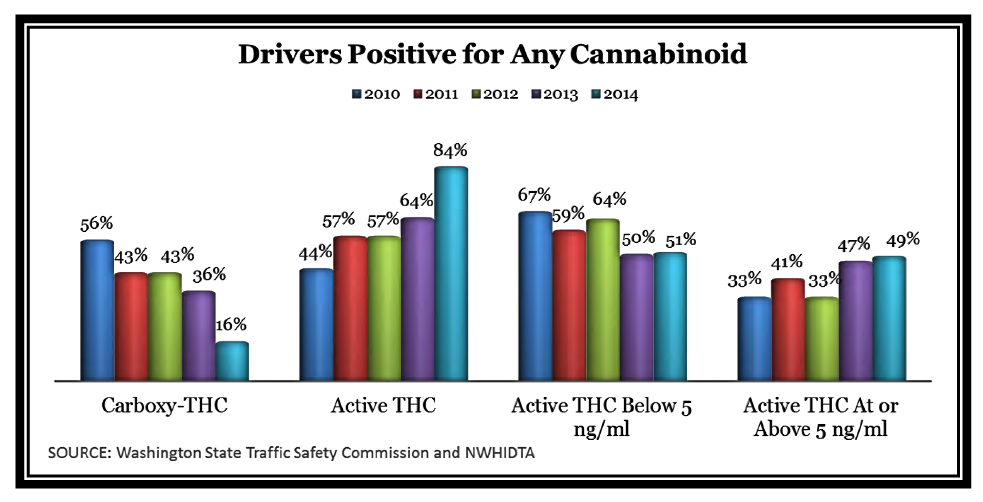 Drivers Positive for Any Cannabinoid
2010 2011 2012 2013 2014
56% 43% 43% 36% 16%
44% 57% 57% 64% 84%
67% 59% 64% 50% 51%
33% 41% 33% 47% 49%
Carboxy-THC
Active THC
Active THC Below 5
ng/ml
Active THC At or
Above 5 ng/ml
SOURCE: Washington State Traffic Safety Commission and NWHIDTA